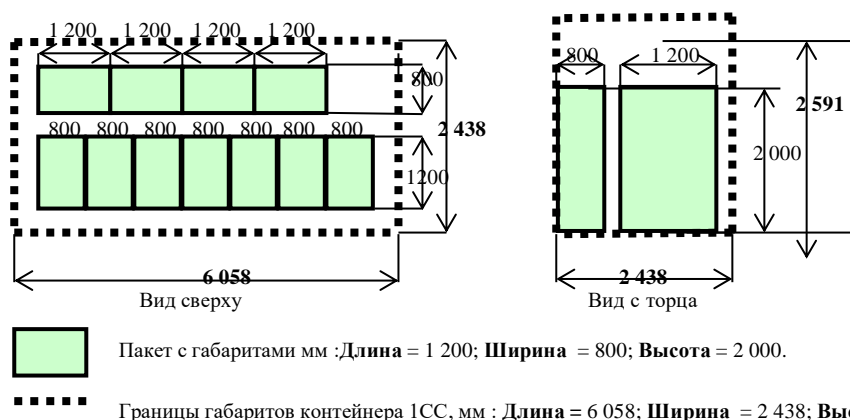 1 200 1 200 1 200 1 200
800
2 438
800 800 800 800 800 800 800
1200
6 058
Вид сверху
800 1 200
2 591
2 000
2 438
Вид с торца
Пакет с габаритами мм :Длина = 1 200; Ширина = 800; Высота = 2 000.
Границы габаритов контейнера 1СС, мм : Длина = 6 058; Ширина = 2 438;